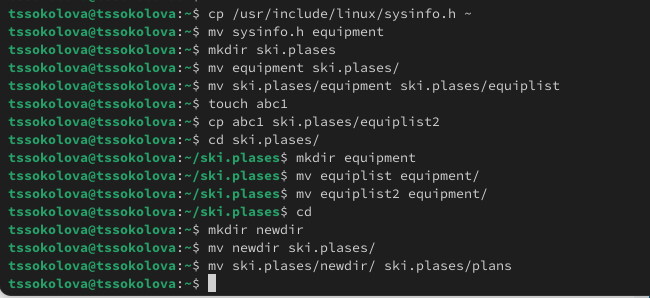 tssokolova@tssokolova:~$ cp /usr/include/linux/sysinfo.h ~
tssokolova@tssokolova:~$ mv sysinfo.h equipment
tssokolova@tssokolova:~$ mkdir ski.plases
tssokolova@tssokolova:~$ mv equipment ski.plases/
tssokolova@tssokolova:~$ mv ski.plases/equipment ski.plases/equiplist
tssokolova@tssokolova:~$ touch abc1
tssokolova@tssokolova:~$ cp abc1 ski.plases/equiplist2
tssokolova@tssokolova:~$ cd ski.plases/
tssokolova@tssokolova:~/ski.plases$ mkdir equipment
tssokolova@tssokolova:~/ski.plases$ mv equiplist equipment/
tssokolova@tssokolova:~/ski.plases$ mv equiplist2 equipment/
tssokolova@tssokolova:~/ski.plases$ cd
tssokolova@tssokolova:~$ mkdir newdir
tssokolova@tssokolova:~$ mv newdir ski.plases/
tssokolova@tssokolova:~$ mv ski.plases/newdir/ ski.plases/plans
tssokolova@tssokolova:~$